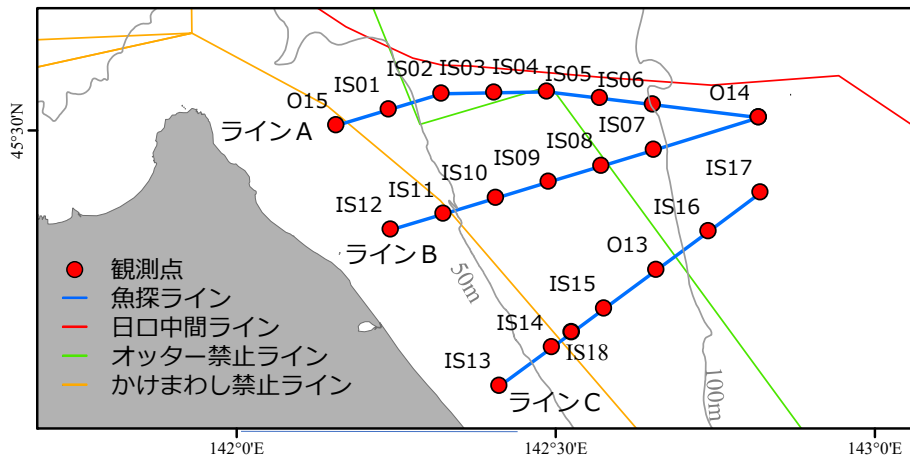 IS02
IS03
IS04
IS05
IS06
O14
IS01
O15
ラインA
45°30'N
IS07
IS08
IS09
IS10
IS11
IS12
ラインB
IS17
IS16
O13
IS15
IS14
IS18
IS13
ラインC
50m
100m
観測点
魚探ライン
日ロ中間ライン
オッター禁止ライン
かけまわし禁止ライン
142°0'E
142°30'E
143°0'E